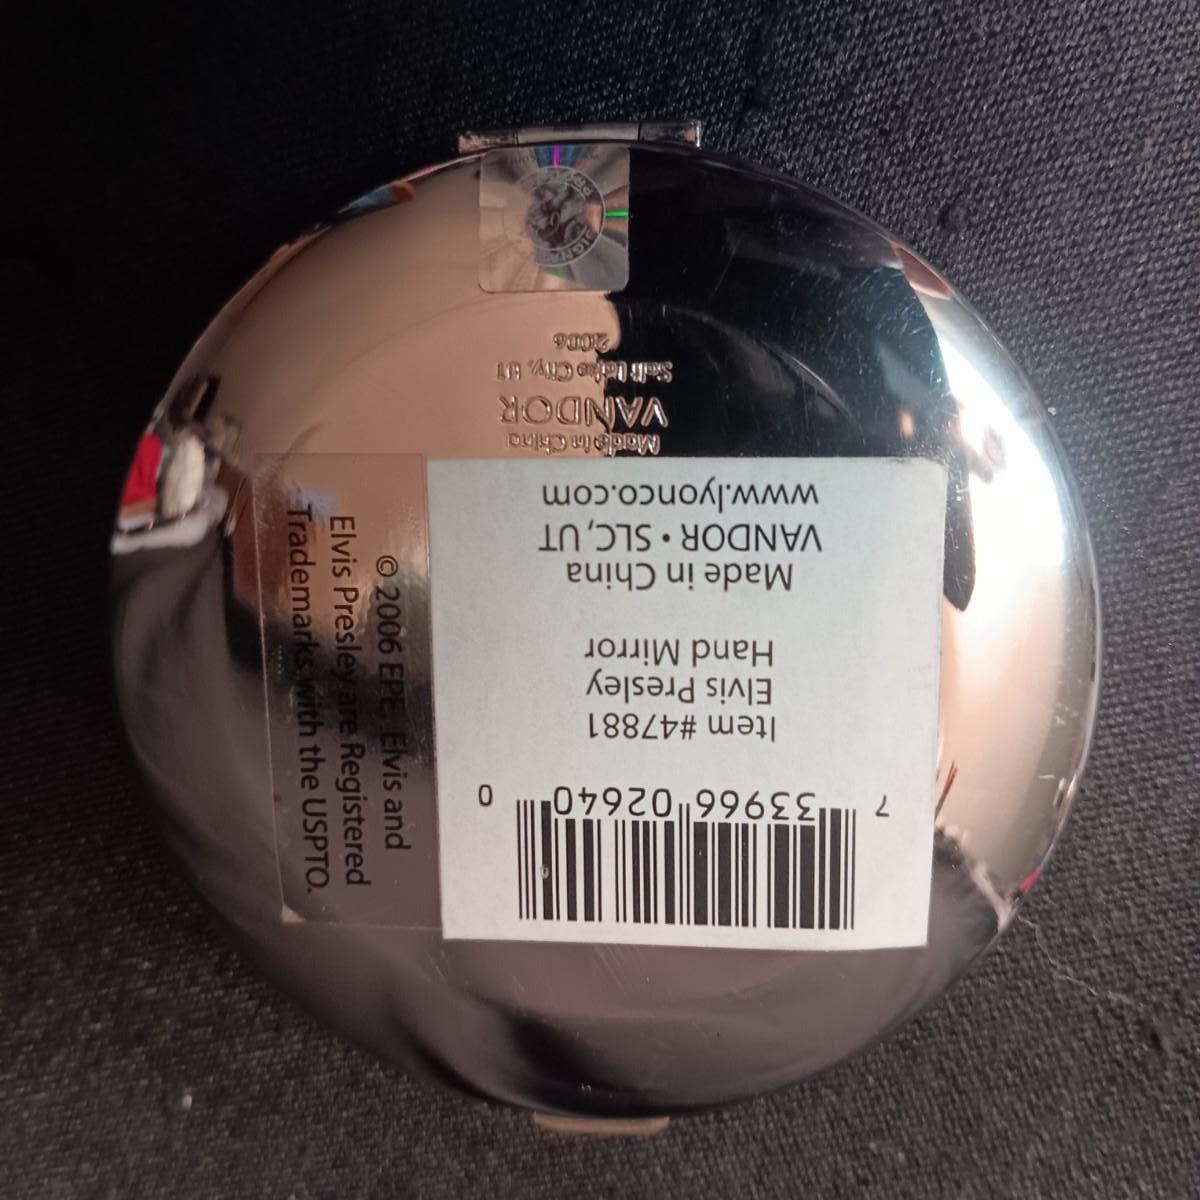 Made in China
VANDOR
Salt Lake City, UT
2006
7 33966 02640 0
Item #47881
Elvis Presley
Hand Mirror
Made in China
VANDOR • SLC, UT
www.lyonco.com
© 2006 EPE. Elvis and
Elvis Presley are Registered
Trademarks with the USPTO.